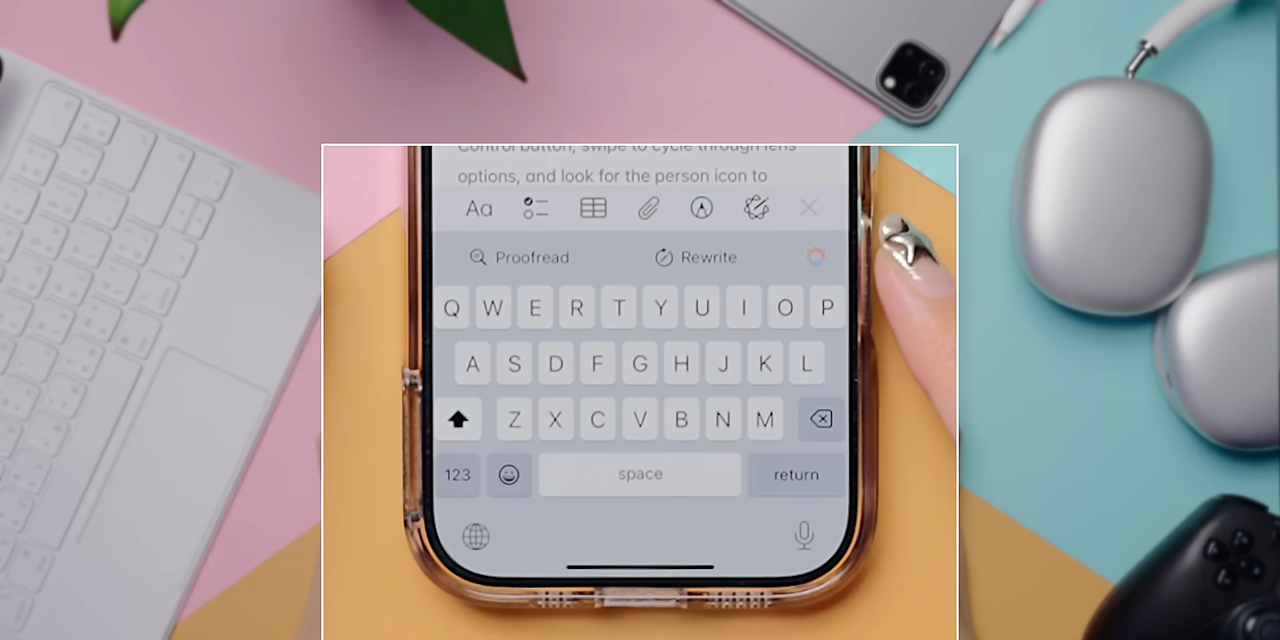 Control button, swipe to cycle through lens
options, and look for the person icon to
Aa
Proofread Rewrite
Q W E R T Y U I O P
A S D F G H J K L
Z X C V B N M
123 space return